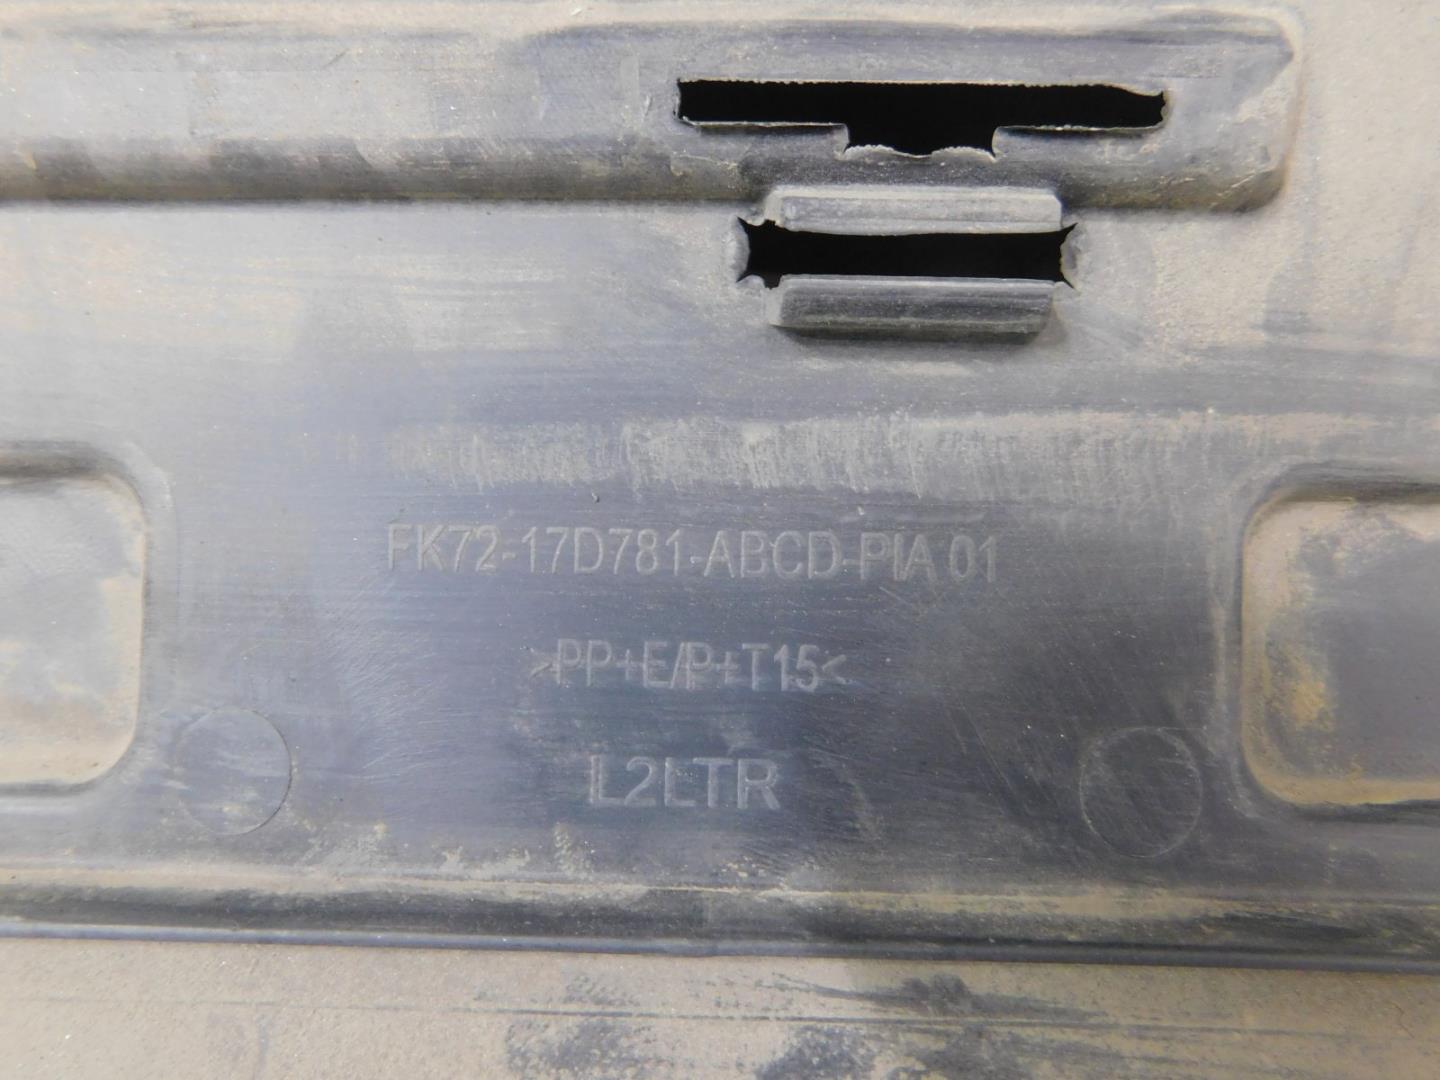 FK72-17D781-ABCD-PIA 01
>PP+E/P+T15<
L2LTR